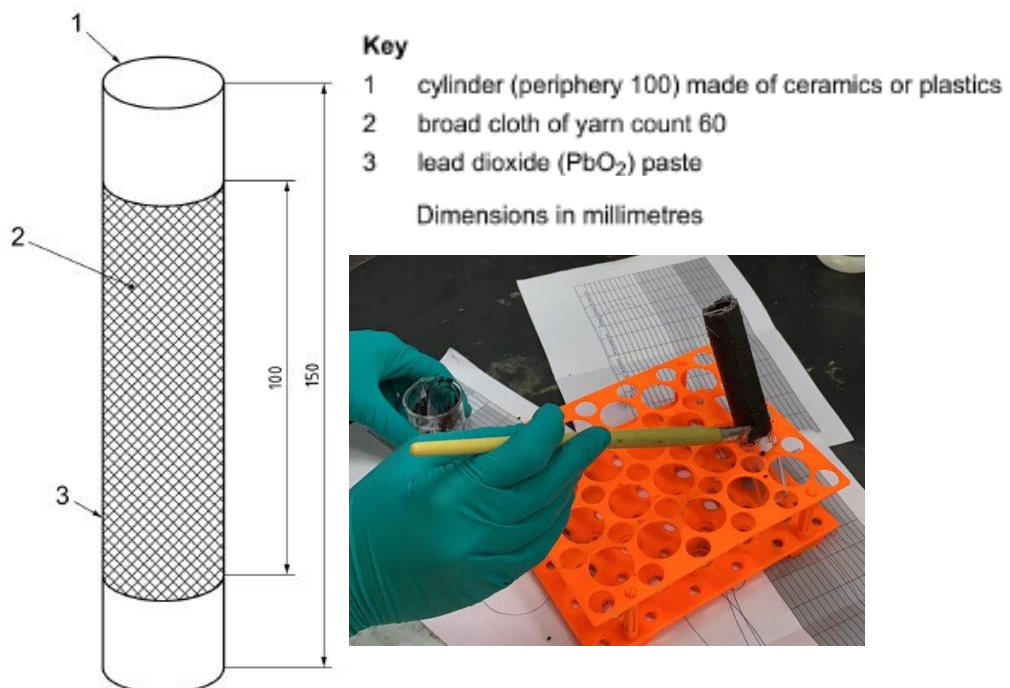 1
Key
1 cylinder (periphery 100) made of ceramics or plastics
2 broad cloth of yarn count 60
3 lead dioxide (PbO₂) paste
Dimensions in millimetres
2
100
150
3